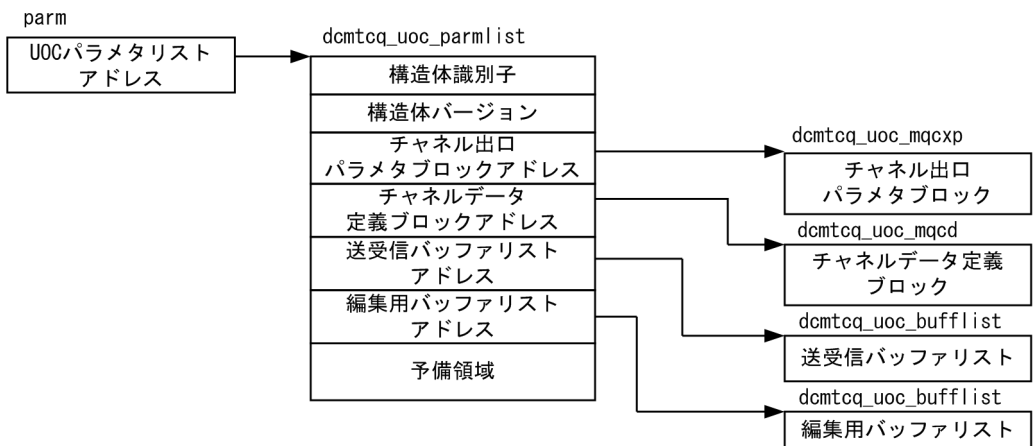 parm
UOCパラメタリスト
アドレス
dcmtcq_uoc_parmlist
構造体識別子
構造体バージョン
チャネル出口
パラメタブロックアドレス
チャネルデータ
定義ブロックアドレス
送受信バッファリスト
アドレス
編集用バッファリスト
アドレス
予備領域
dcmtcq_uoc_mqcxp
チャネル出口
パラメタブロック
dcmtcq_uoc_mqcd
チャネルデータ定義
ブロック
dcmtcq_uoc_bufflist
送受信バッファリスト
dcmtcq_uoc_bufflist
編集用バッファリスト